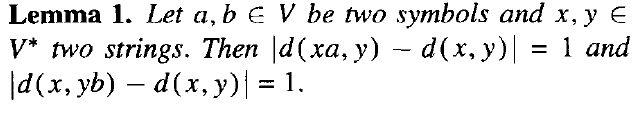 Lemma 1. Let a, b ∈ V be two symbols and x, y ∈
V* two strings. Then |d(xa, y) − d(x, y)| = 1 and
|d(x, yb) − d(x, y)| = 1.